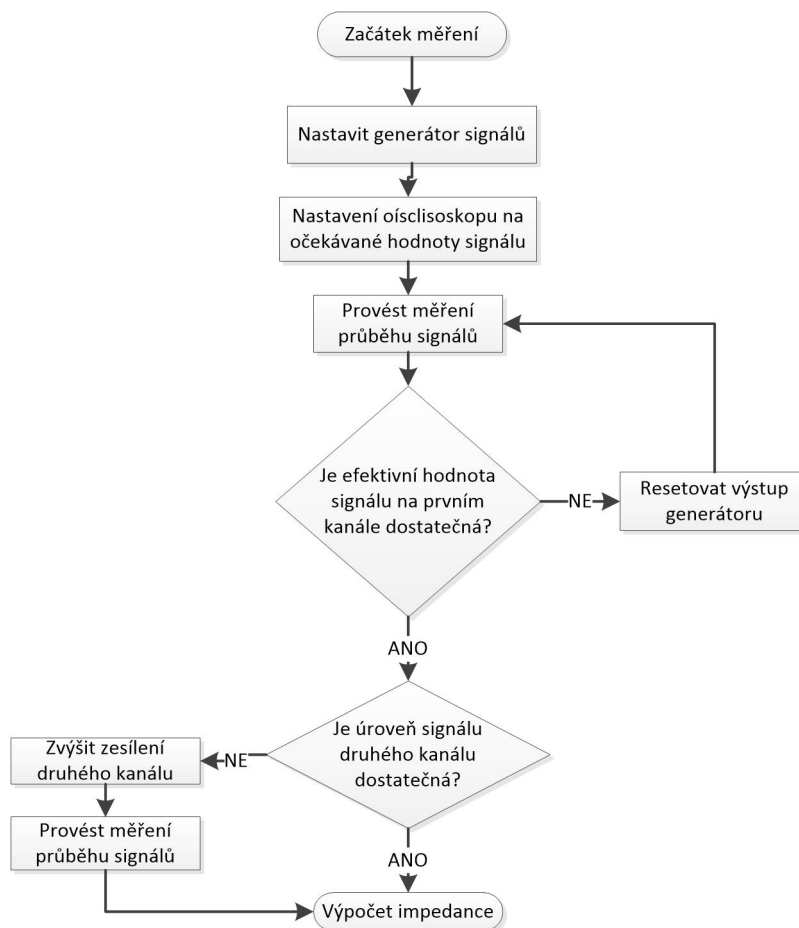 Začátek měření
Nastavit generátor signálů
Nastavení oísclisoskopu na
očekávané hodnoty signálu
Provést měření
průběhu signálů
Je efektivní hodnota
signálu na prvním
kanále dostatečná?
NE
Resetovat výstup
generátoru
ANO
Je úroveň signálu
druhého kanálu
dostatečná?
NE
Zvýšit zesílení
druhého kanálu
Provést měření
průběhu signálů
ANO
Výpočet impedance